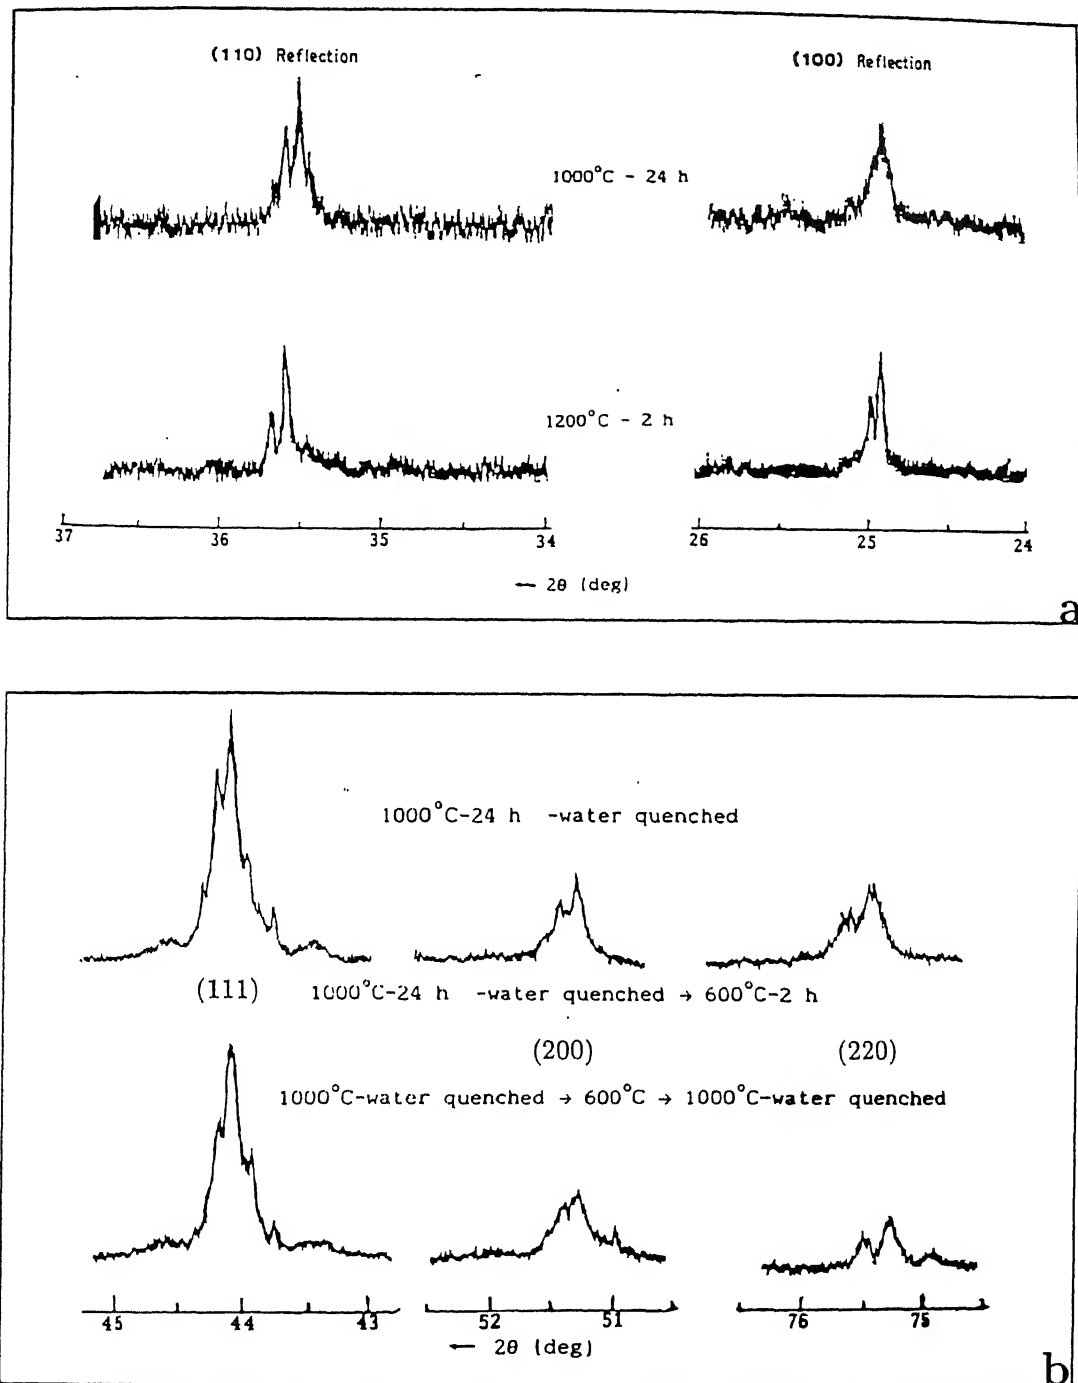 (110) Reflection
(100) Reflection
1000°C - 24 h
1200°C - 2 h
37 36 35 34 26 25 24
← 2θ (deg)
a
1000°C-24 h -water quenched
(111) 1000°C-24 h -water quenched → 600°C-2 h
(200) (220)
1000°C-water quenched → 600°C → 1000°C-water quenched
45 44 43 52 51 76 75
← 2θ (deg)
b